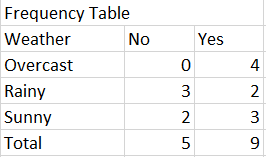 Frequency Table
Weather No Yes
Overcast 0 4
Rainy 3 2
Sunny 2 3
Total 5 9